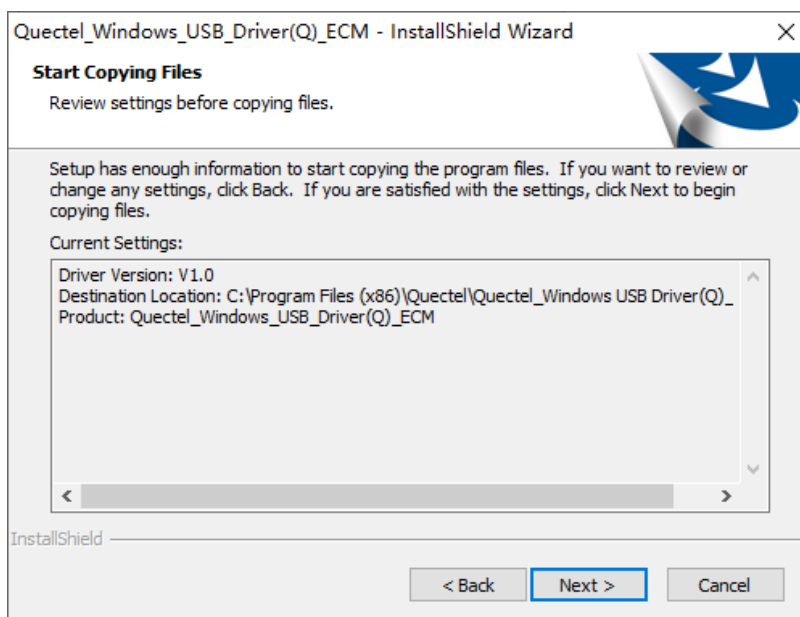 Quectel_Windows_USB_Driver(Q)_ECM - InstallShield Wizard
Start Copying Files
Review settings before copying files.
Setup has enough information to start copying the program files.  If you want to review or
change any settings, click Back.  If you are satisfied with the settings, click Next to begin
copying files.
Current Settings:
Driver Version: V1.0
Destination Location: C:\Program Files (x86)\Quectel\Quectel_Windows USB Driver(Q)_
Product: Quectel_Windows_USB_Driver(Q)_ECM
InstallShield
< Back
Next >
Cancel